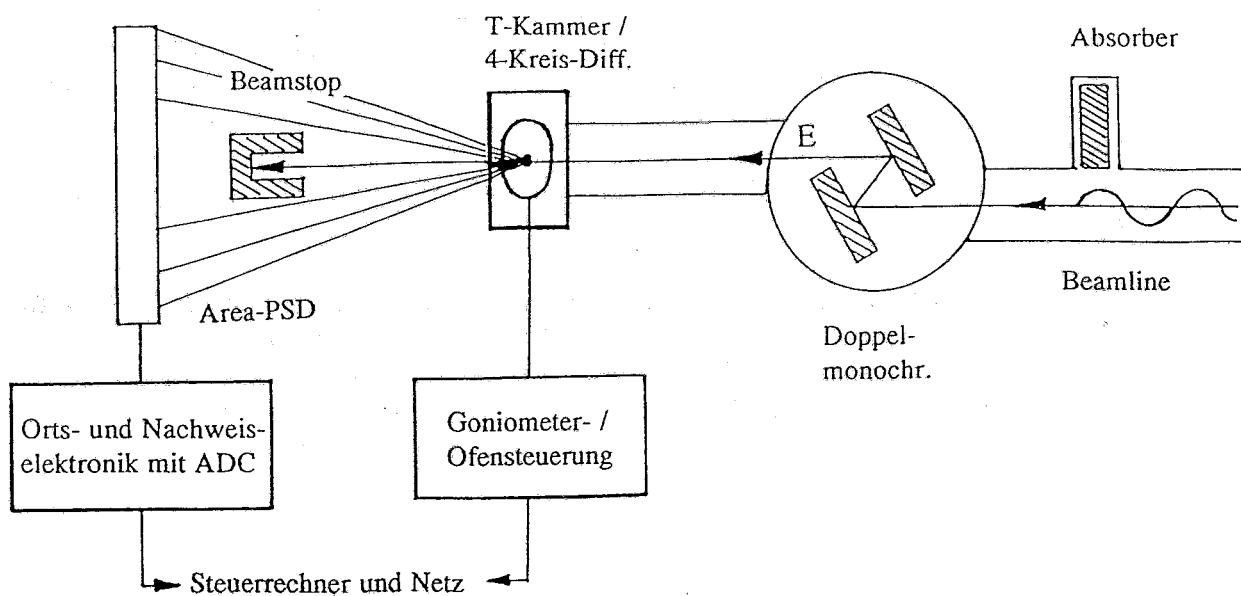 T-Kammer /
4-Kreis-Diff.
Absorber
Beamstop
E
Area-PSD
Beamline
Doppel-
monochr.
Orts- und Nachweis-
elektronik mit ADC
Goniometer- /
Ofensteuerung
Steuerrechner und Netz